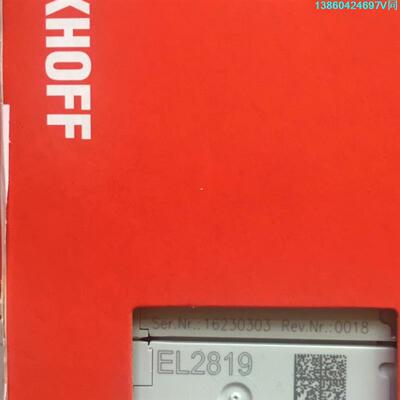 13860424697V同
KHOFF
Ser.Nr.:16230303 Rev.Nr.:0018
EL2819